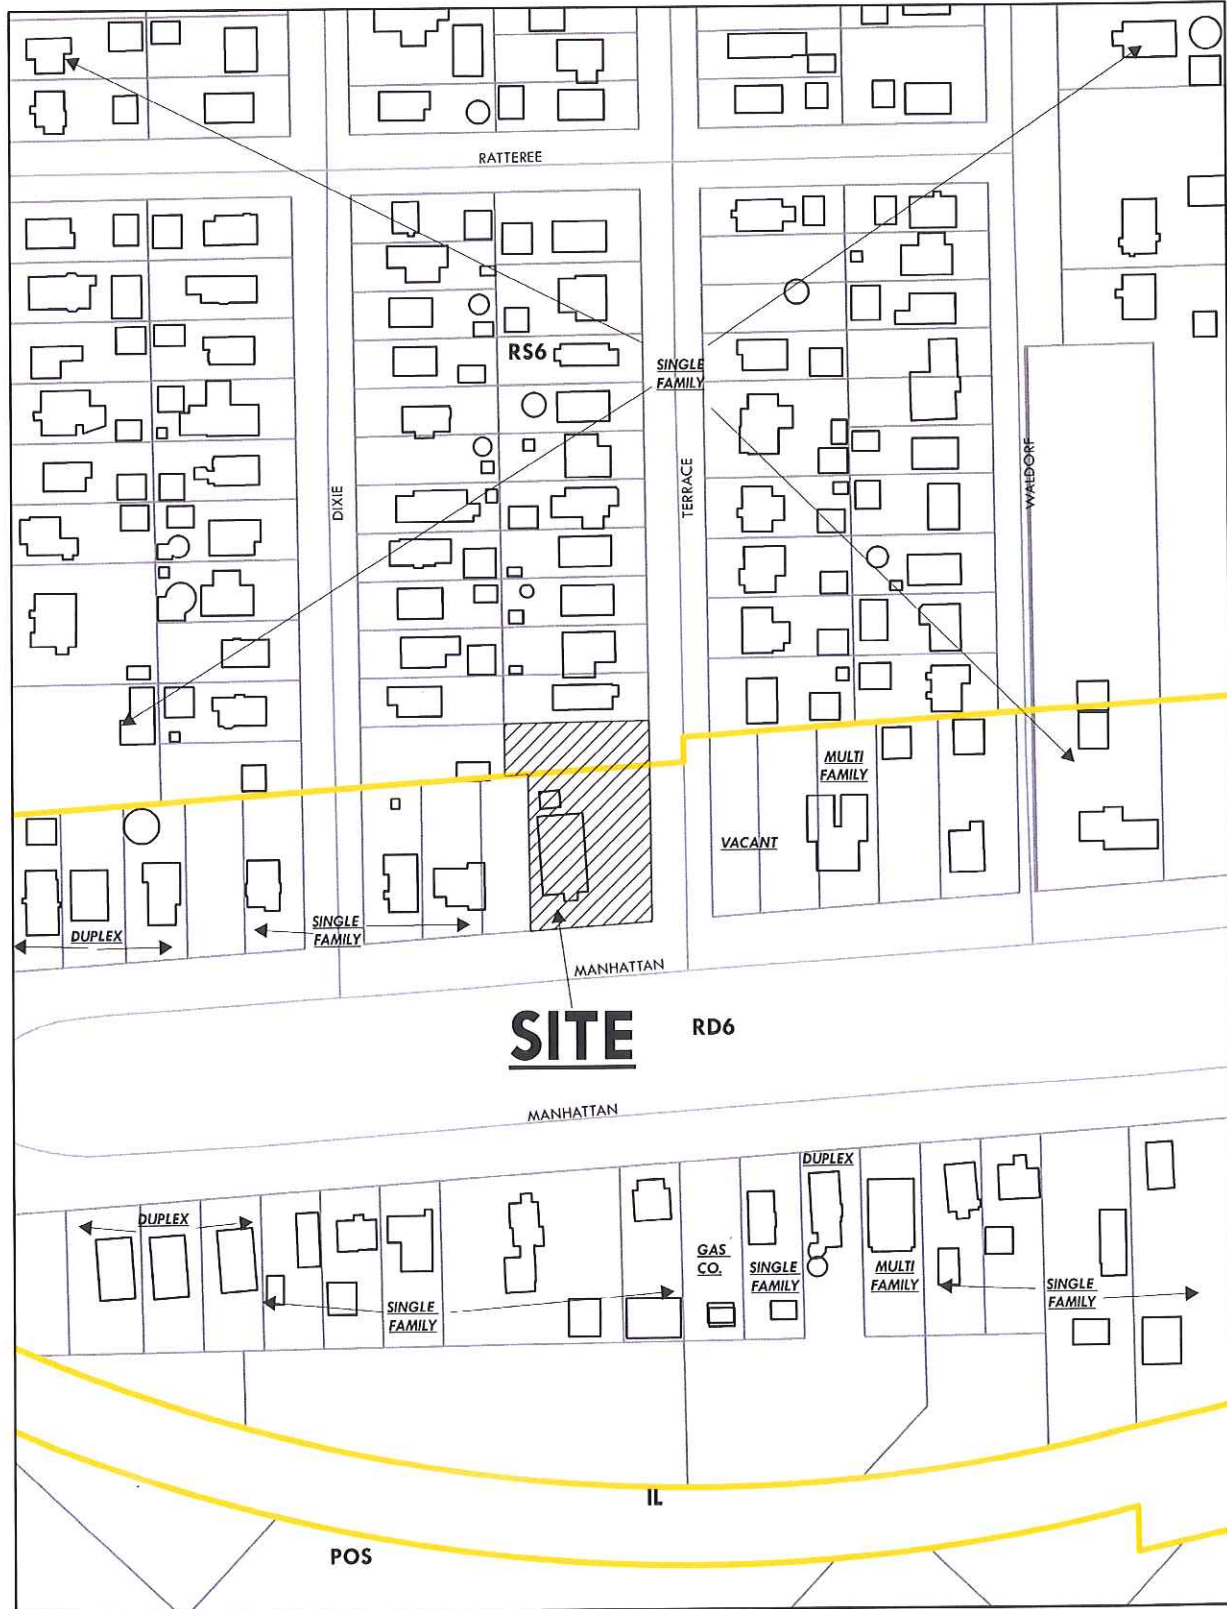 RATTEREE
RS6
SINGLE
FAMILY
DIXIE
TERRACE
WALDORF
MULTI
FAMILY
VACANT
DUPLEX
SINGLE
FAMILY
MANHATTAN
SITE
RD6
MANHATTAN
DUPLEX
DUPLEX
SINGLE
FAMILY
GAS
CO.
SINGLE
FAMILY
MULTI
FAMILY
SINGLE
FAMILY
IL
POS